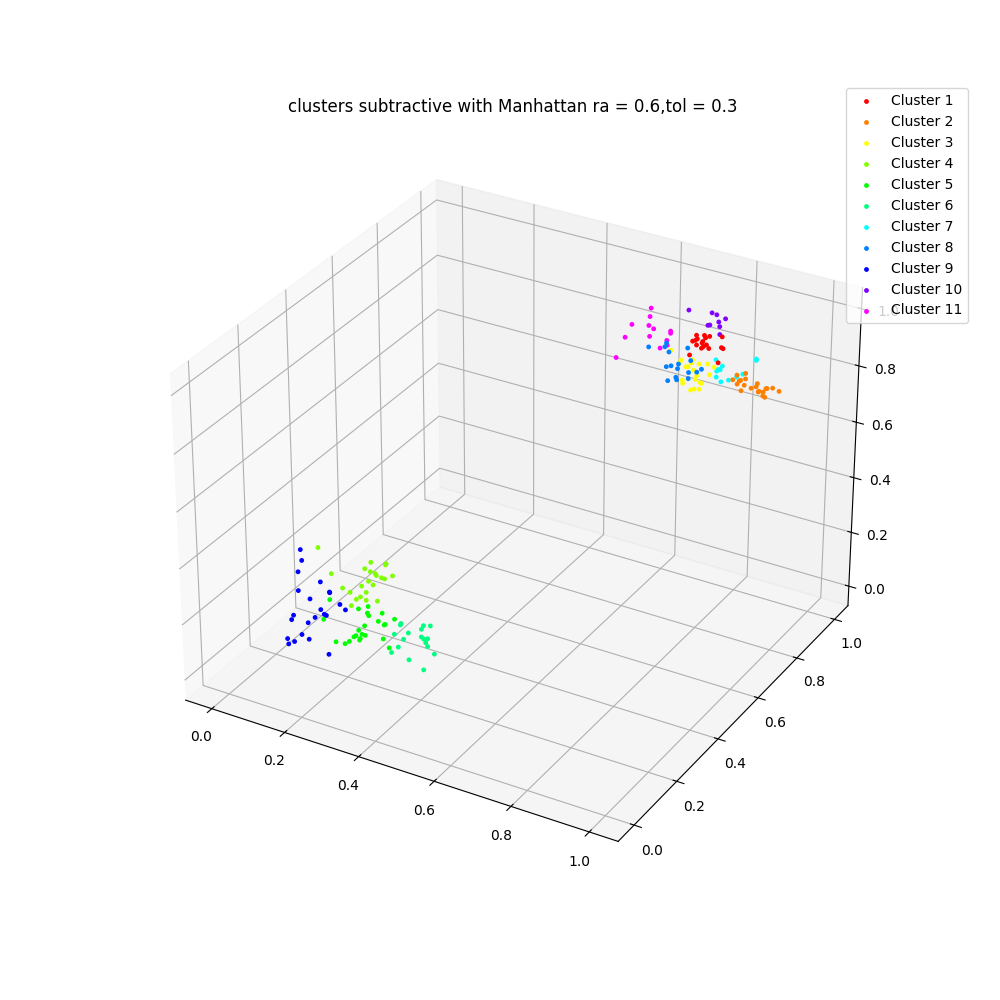 clusters subtractive with Manhattan ra = 0.6,tol = 0.3
Cluster 1
Cluster 2
Cluster 3
Cluster 4
Cluster 5
Cluster 6
Cluster 7
Cluster 8
Cluster 9
Cluster 10
Cluster 11
0.0
0.2
0.4
0.6
0.8
1.0
0.0
0.2
0.4
0.6
0.8
1.0
0.0
0.2
0.4
0.6
0.8